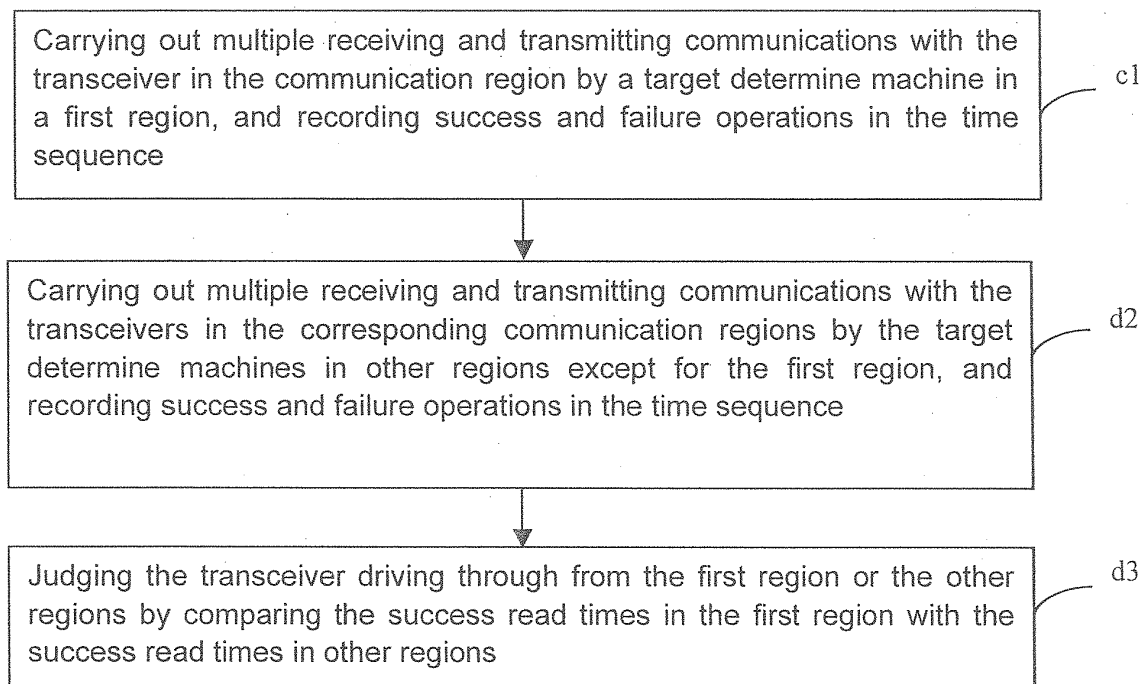 Carrying out multiple receiving and transmitting communications with the
transceiver in the communication region by a target determine machine in
a first region, and recording success and failure operations in the time
sequence
c1
Carrying out multiple receiving and transmitting communications with the
transceivers in the corresponding communication regions by the target
determine machines in other regions except for the first region, and
recording success and failure operations in the time sequence
d2
Judging the transceiver driving through from the first region or the other
regions by comparing the success read times in the first region with the
success read times in other regions
d3